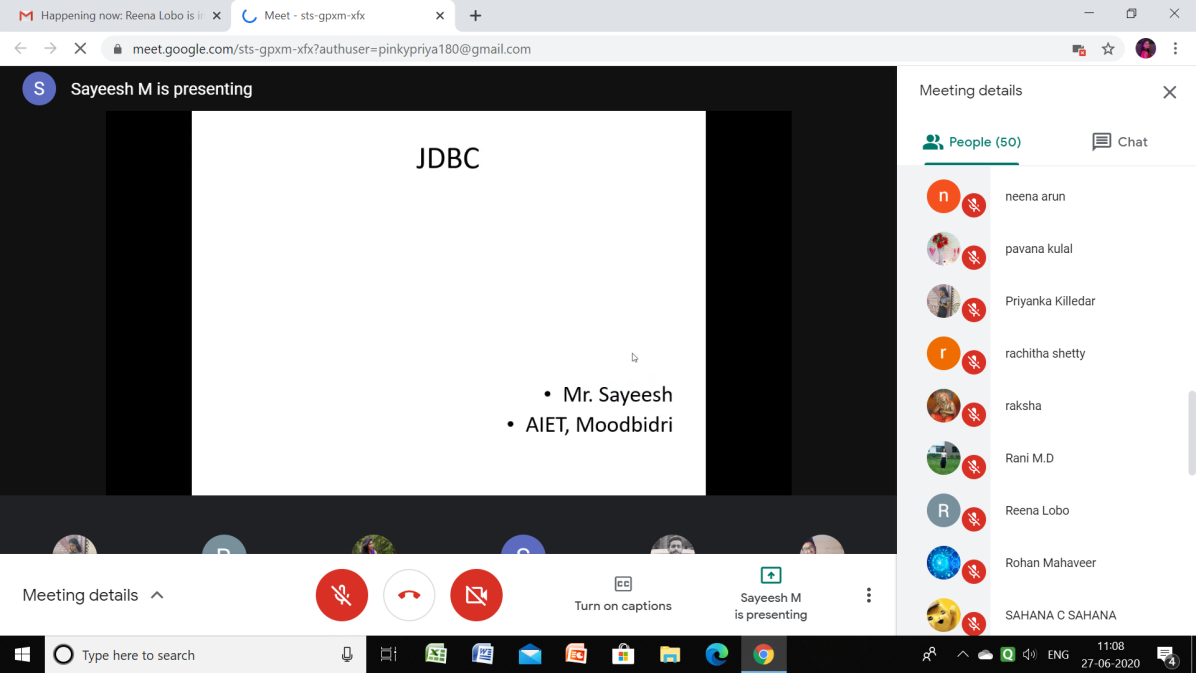 Happening now: Reena Lobo is in
Meet - sts-gpxm-xfx
meet.google.com/sts-gpxm-xfx?authuser=pinkypriya180@gmail.com
S
Sayeesh M is presenting
JDBC
• Mr. Sayeesh
• AIET, Moodbidri
Meeting details
People (50)
Chat
n
neena arun
pavana kulal
Priyanka Killedar
r
rachitha shetty
raksha
Rani M.D
R
Reena Lobo
Rohan Mahaveer
SAHANA C SAHANA
Meeting details
CC
Turn on captions
Sayeesh M
is presenting
Type here to search
ENG
11:08
27-06-2020
4